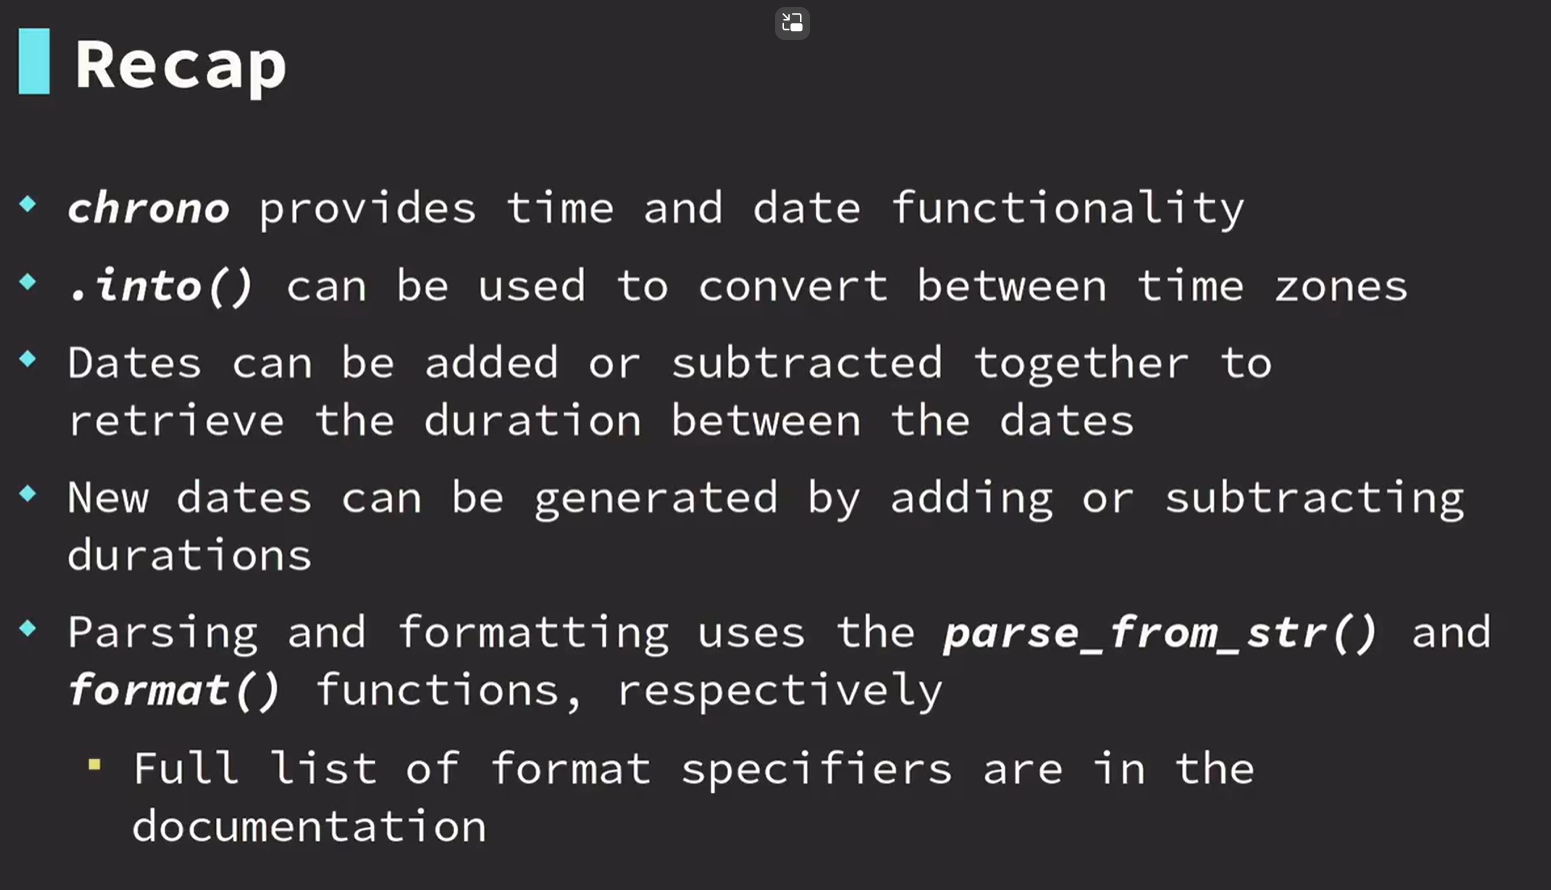 Recap
chrono provides time and date functionality
.into() can be used to convert between time zones
Dates can be added or subtracted together to
retrieve the duration between the dates
New dates can be generated by adding or subtracting
durations
Parsing and formatting uses the parse_from_str() and
format() functions, respectively
Full list of format specifiers are in the
documentation